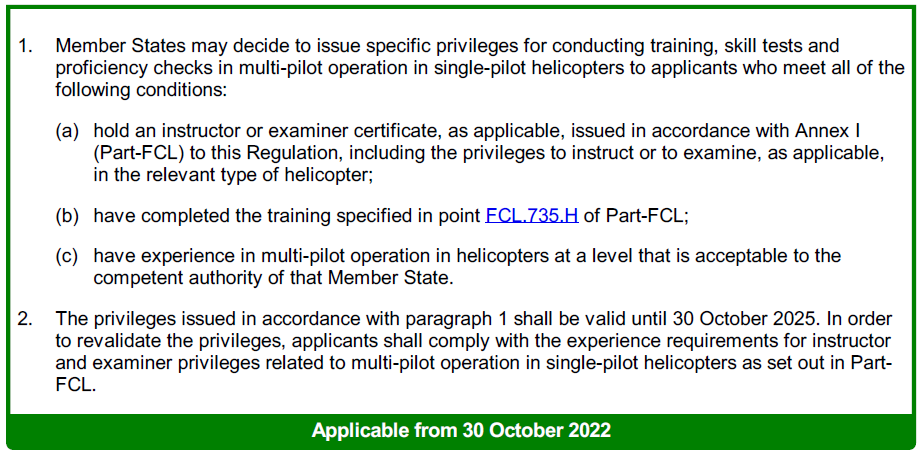 1. Member States may decide to issue specific privileges for conducting training, skill tests and
proficiency checks in multi-pilot operation in single-pilot helicopters to applicants who meet all of the
following conditions:
(a) hold an instructor or examiner certificate, as applicable, issued in accordance with Annex I
(Part-FCL) to this Regulation, including the privileges to instruct or to examine, as applicable,
in the relevant type of helicopter;
(b) have completed the training specified in point FCL.735.H of Part-FCL;
(c) have experience in multi-pilot operation in helicopters at a level that is acceptable to the
competent authority of that Member State.
2. The privileges issued in accordance with paragraph 1 shall be valid until 30 October 2025. In order
to revalidate the privileges, applicants shall comply with the experience requirements for instructor
and examiner privileges related to multi-pilot operation in single-pilot helicopters as set out in Part-
FCL.
Applicable from 30 October 2022